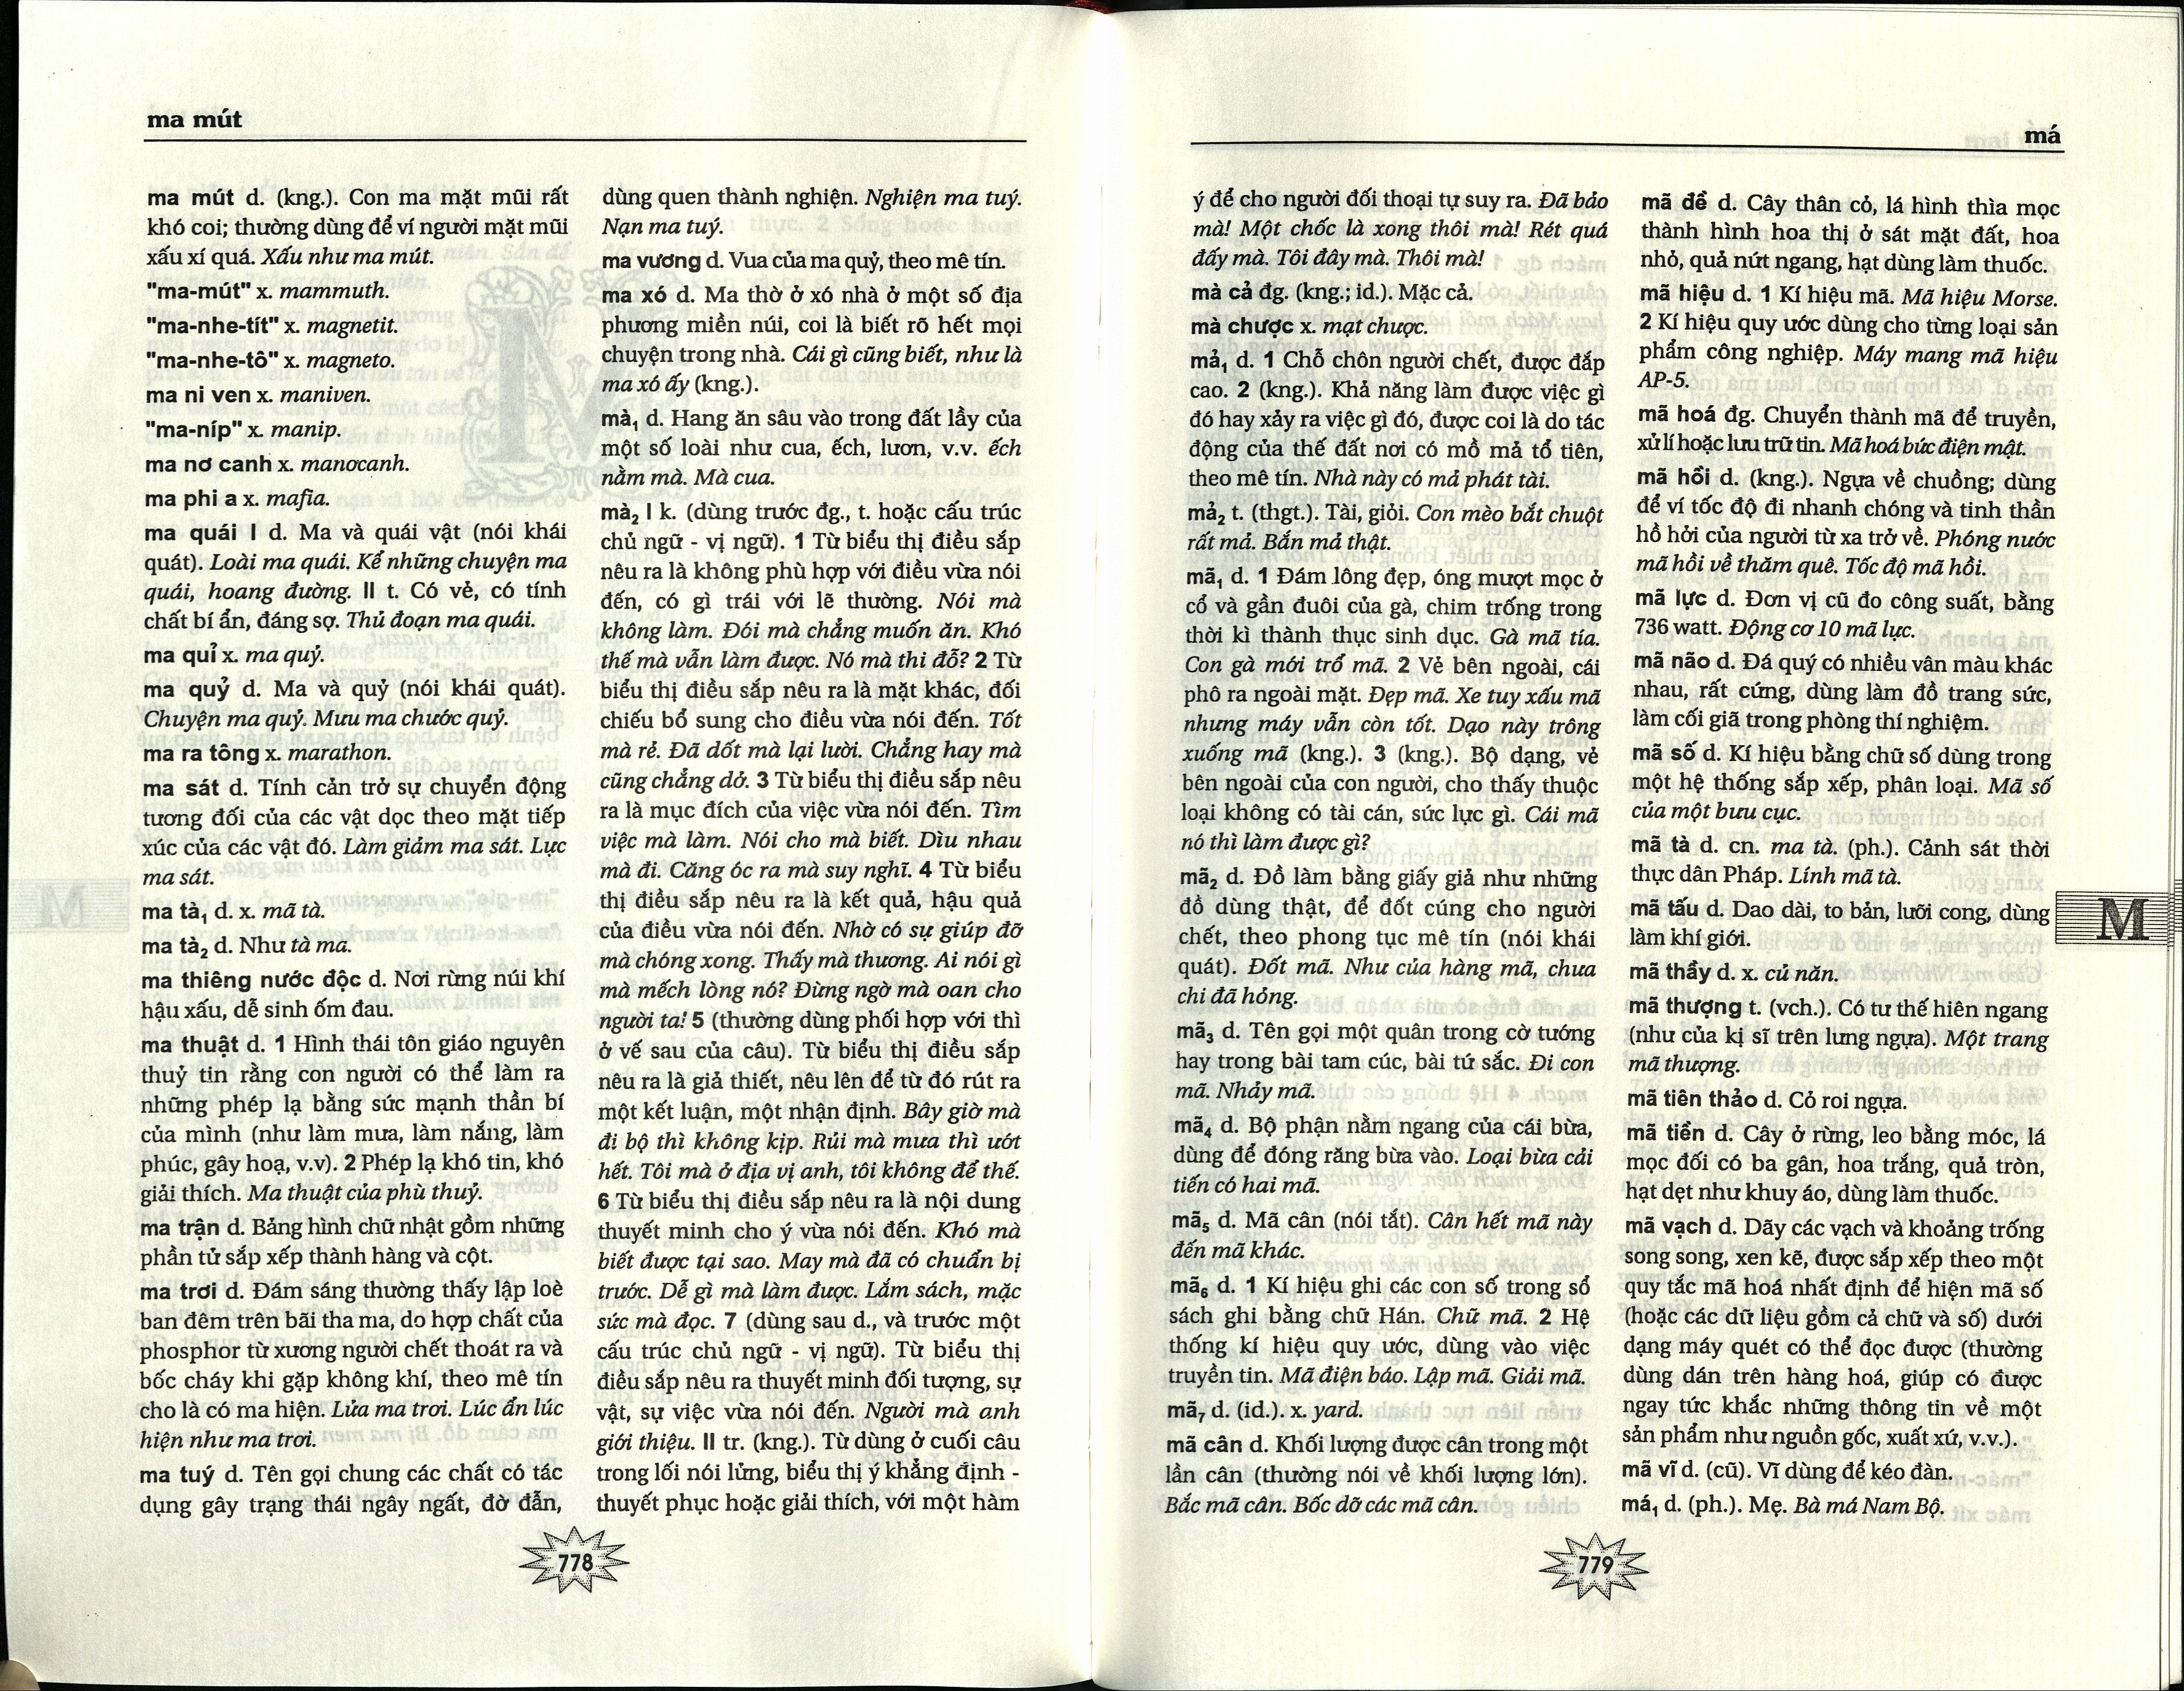 ma mút
ma mút d. (kng.). Con ma mặt mũi rất
khó coi; thường dùng để ví người mặt mũi
xấu xí quá. Xấu như ma mút.
"ma-mút" x. mammuth.
"ma-nhe-tít" x. magnetit.
"ma-nhe-tô" x. magneto.
ma ni ven x. maniven.
"ma-níp" x. manip.
ma nơ canh x. manơcanh.
ma phi a x. mafia.
ma quái I d. Ma và quái vật (nói khái
quát). Loài ma quái. Kể những chuyện ma
quái, hoang đường. II t. Có vẻ, có tính
chất bí ẩn, đáng sợ. Thủ đoạn ma quái.
ma quỉ x. ma quỷ.
ma quỷ d. Ma và quỷ (nói khái quát).
Chuyện ma quỷ. Mưu ma chước quỷ.
ma ra tông x. marathon.
ma sát d. Tính cản trở sự chuyển động
tương đối của các vật dọc theo mặt tiếp
xúc của các vật đó. Làm giảm ma sát. Lực
ma sát.
ma tà₁ d. x. mã tà.
ma tà₂ d. Như tà ma.
ma thiêng nước độc d. Nơi rừng núi khí
hậu xấu, dễ sinh ốm đau.
ma thuật d. 1 Hình thái tôn giáo nguyên
thuỷ tin rằng con người có thể làm ra
những phép lạ bằng sức mạnh thần bí
của mình (như làm mưa, làm nắng, làm
phúc, gây hoạ, v.v). 2 Phép lạ khó tin, khó
giải thích. Ma thuật của phù thuỷ.
ma trận d. Bảng hình chữ nhật gồm những
phần tử sắp xếp thành hàng và cột.
ma trơi d. Đám sáng thường thấy lập loè
ban đêm trên bãi tha ma, do hợp chất của
phosphor từ xương người chết thoát ra và
bốc cháy khi gặp không khí, theo mê tín
cho là có ma hiện. Lửa ma trơi. Lúc ẩn lúc
hiện như ma trơi.
ma tuý d. Tên gọi chung các chất có tác
dụng gây trạng thái ngây ngất, đờ đẫn,
dùng quen thành nghiện. Nghiện ma tuý.
Nạn ma tuý.
ma vương d. Vua của ma quỷ, theo mê tín.
ma xó d. Ma thờ ở xó nhà ở một số địa
phương miền núi, coi là biết rõ hết mọi
chuyện trong nhà. Cái gì cũng biết, như là
ma xó ấy (kng.).
mà₁ d. Hang ăn sâu vào trong đất lầy của
một số loài như cua, ếch, lươn, v.v. ếch
nằm mà. Mà cua.
mà₂ I k. (dùng trước đg., t. hoặc cấu trúc
chủ ngữ - vị ngữ). 1 Từ biểu thị điều sắp
nêu ra là không phù hợp với điều vừa nói
đến, có gì trái với lẽ thường. Nói mà
không làm. Đói mà chẳng muốn ăn. Khó
thế mà vẫn làm được. Nó mà thi đỗ? 2 Từ
biểu thị điều sắp nêu ra là mặt khác, đối
chiếu bổ sung cho điều vừa nói đến. Tốt
mà rẻ. Đã dốt mà lại lười. Chẳng hay mà
cũng chẳng dở. 3 Từ biểu thị điều sắp nêu
ra là mục đích của việc vừa nói đến. Tìm
việc mà làm. Nói cho mà biết. Dìu nhau
mà đi. Căng óc ra mà suy nghĩ. 4 Từ biểu
thị điều sắp nêu ra là kết quả, hậu quả
của điều vừa nói đến. Nhờ có sự giúp đỡ
mà chóng xong. Thấy mà thương. Ai nói gì
mà mếch lòng nó? Đừng ngờ mà oan cho
người ta! 5 (thường dùng phối hợp với thì
ở vế sau của câu). Từ biểu thị điều sắp
nêu ra là giả thiết, nêu lên để từ đó rút ra
một kết luận, một nhận định. Bây giờ mà
đi bộ thì không kịp. Rủi mà mưa thì ướt
hết. Tôi mà ở địa vị anh, tôi không để thế.
6 Từ biểu thị điều sắp nêu ra là nội dung
thuyết minh cho ý vừa nói đến. Khó mà
biết được tại sao. May mà đã có chuẩn bị
trước. Dễ gì mà làm được. Lắm sách, mặc
sức mà đọc. 7 (dùng sau d., và trước một
cấu trúc chủ ngữ - vị ngữ). Từ biểu thị
điều sắp nêu ra thuyết minh đối tượng, sự
vật, sự việc vừa nói đến. Người mà anh
giới thiệu. II tr. (kng.). Từ dùng ở cuối câu
trong lối nói lửng, biểu thị ý khẳng định -
thuyết phục hoặc giải thích, với một hàm
778
má
ý để cho người đối thoại tự suy ra. Đã bảo
mà! Một chốc là xong thôi mà! Rét quá
đấy mà. Tôi đây mà. Thôi mà!
mà cả đg. (kng.; id.). Mặc cả.
mà chược x. mạt chược.
mả₁ d. 1 Chỗ chôn người chết, được đắp
cao. 2 (kng.). Khả năng làm được việc gì
đó hay xảy ra việc gì đó, được coi là do tác
động của thế đất nơi có mồ mả tổ tiên,
theo mê tín. Nhà này có mả phát tài.
mả₂ t. (thgt.). Tài, giỏi. Con mèo bắt chuột
rất mả. Bắn mả thật.
mã₁ d. 1 Đám lông đẹp, óng mượt mọc ở
cổ và gần đuôi của gà, chim trống trong
thời kì thành thục sinh dục. Gà mã tía.
Con gà mới trổ mã. 2 Vẻ bên ngoài, cái
phô ra ngoài mặt. Đẹp mã. Xe tuy xấu mã
nhưng máy vẫn còn tốt. Dạo này trông
xuống mã (kng.). 3 (kng.). Bộ dạng, vẻ
bên ngoài của con người, cho thấy thuộc
loại không có tài cán, sức lực gì. Cái mã
nó thì làm được gì?
mã₂ d. Đồ làm bằng giấy giả như những
đồ dùng thật, để đốt cúng cho người
chết, theo phong tục mê tín (nói khái
quát). Đốt mã. Như của hàng mã, chưa
chi đã hỏng.
mã₃ d. Tên gọi một quân trong cờ tướng
hay trong bài tam cúc, bài tứ sắc. Đi con
mã. Nhảy mã.
mã₄ d. Bộ phận nằm ngang của cái bừa,
dùng để đóng răng bừa vào. Loại bừa cải
tiến có hai mã.
mã₅ d. Mã cân (nói tắt). Cân hết mã này
đến mã khác.
mã₆ d. 1 Kí hiệu ghi các con số trong sổ
sách ghi bằng chữ Hán. Chữ mã. 2 Hệ
thống kí hiệu quy ước, dùng vào việc
truyền tin. Mã điện báo. Lập mã. Giải mã.
mã₇ d. (id.). x. yard.
mã cân d. Khối lượng được cân trong một
lần cân (thường nói về khối lượng lớn).
Bắc mã cân. Bốc dỡ các mã cân.
mã đề d. Cây thân cỏ, lá hình thìa mọc
thành hình hoa thị ở sát mặt đất, hoa
nhỏ, quả nứt ngang, hạt dùng làm thuốc.
mã hiệu d. 1 Kí hiệu mã. Mã hiệu Morse.
2 Kí hiệu quy ước dùng cho từng loại sản
phẩm công nghiệp. Máy mang mã hiệu
AP-5.
mã hoá đg. Chuyển thành mã để truyền,
xử lí hoặc lưu trữ tin. Mã hoá bức điện mật.
mã hồi d. (kng.). Ngựa về chuồng; dùng
để ví tốc độ đi nhanh chóng và tinh thần
hồ hởi của người từ xa trở về. Phóng nước
mã hồi về thăm quê. Tốc độ mã hồi.
mã lực d. Đơn vị cũ đo công suất, bằng
736 watt. Động cơ 10 mã lực.
mã não d. Đá quý có nhiều vân màu khác
nhau, rất cứng, dùng làm đồ trang sức,
làm cối giã trong phòng thí nghiệm.
mã số d. Kí hiệu bằng chữ số dùng trong
một hệ thống sắp xếp, phân loại. Mã số
của một bưu cục.
mã tà d. cn. ma tà. (ph.). Cảnh sát thời
thực dân Pháp. Lính mã tà.
mã tấu d. Dao dài, to bản, lưỡi cong, dùng
làm khí giới.
mã thầy d. x. củ năn.
mã thượng t. (vch.). Có tư thế hiên ngang
(như của kị sĩ trên lưng ngựa). Một trang
mã thượng.
mã tiên thảo d. Cỏ roi ngựa.
mã tiền d. Cây ở rừng, leo bằng móc, lá
mọc đối có ba gân, hoa trắng, quả tròn,
hạt dẹt như khuy áo, dùng làm thuốc.
mã vạch d. Dãy các vạch và khoảng trống
song song, xen kẽ, được sắp xếp theo một
quy tắc mã hoá nhất định để hiện mã số
(hoặc các dữ liệu gồm cả chữ và số) dưới
dạng máy quét có thể đọc được (thường
dùng dán trên hàng hoá, giúp có được
ngay tức khắc những thông tin về một
sản phẩm như nguồn gốc, xuất xứ, v.v.).
mã vĩ d. (cũ). Vĩ dùng để kéo đàn.
má₁ d. (ph.). Mẹ. Bà má Nam Bộ.
M
779